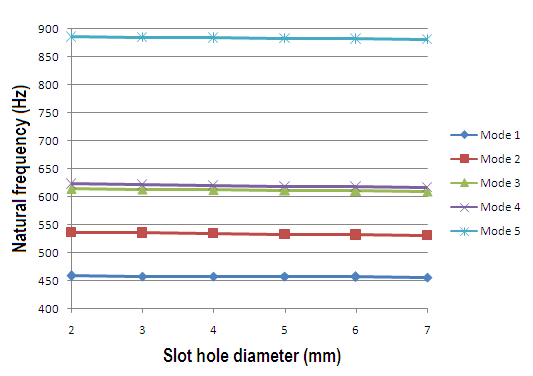 Natural frequency (Hz)
900
850
800
750
700
650
600
550
500
450
400
2 3 4 5 6 7
Slot hole diameter (mm)
Mode 1
Mode 2
Mode 3
Mode 4
Mode 5